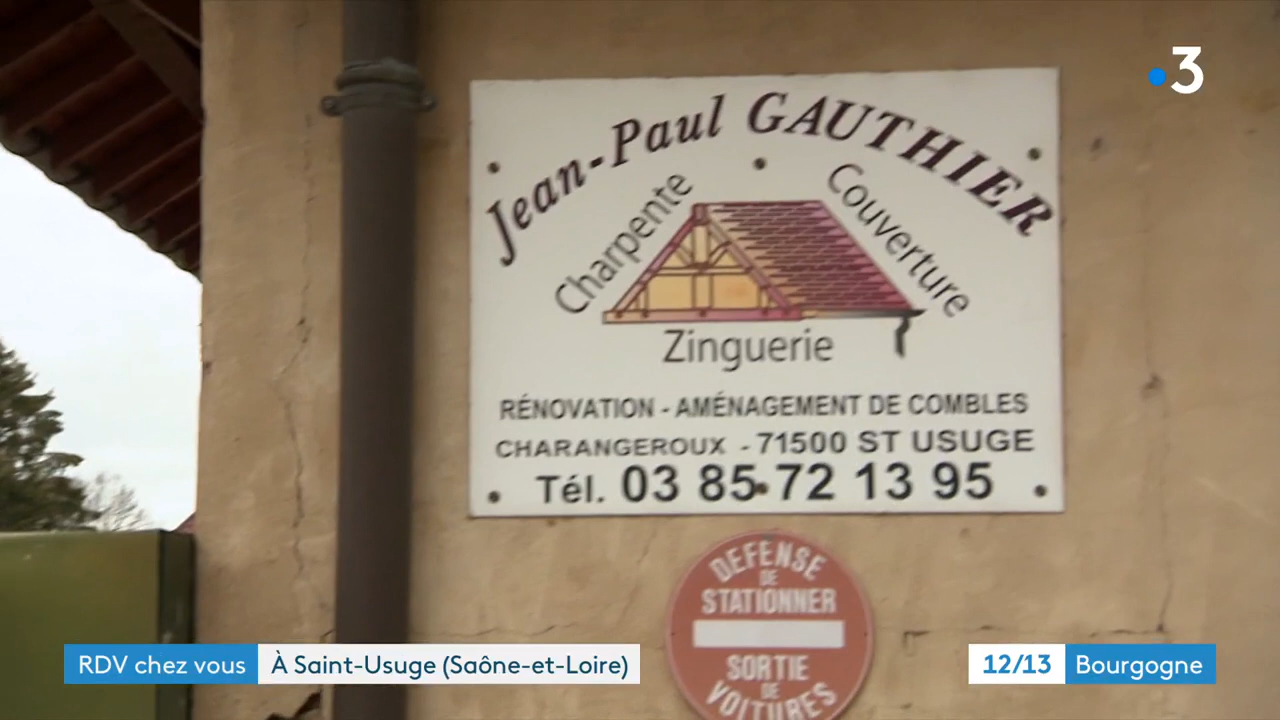 3
Jean-Paul GAUTHIER
Charpente
Couverture
Zinguerie
RÉNOVATION - AMÉNAGEMENT DE COMBLES
CHARANGEROUX - 71500 ST USUGE
Tél. 03 85 72 13 95
DEFENSE
DE
STATIONNER
SORTIE
DE
VOITURES
RDV chez vous
À Saint-Usuge (Saône-et-Loire)
12/13
Bourgogne